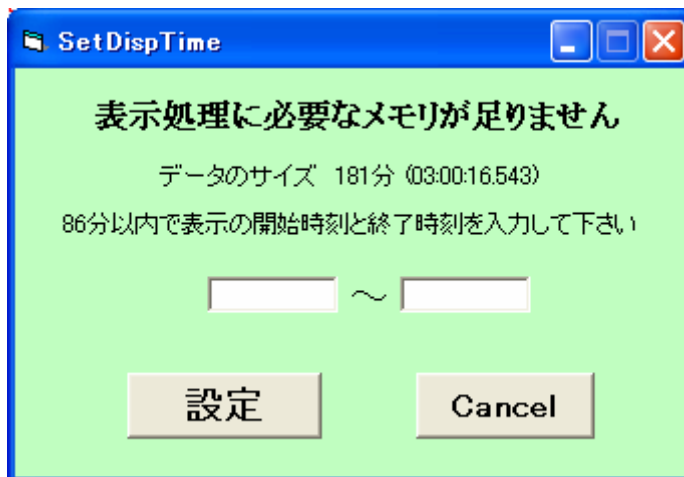 SetDispTime
表示処理に必要なメモリが足りません
データのサイズ 181分 (03:00:16.543)
86分以内で表示の開始時刻と終了時刻を入力して下さい
～
設定 Cancel